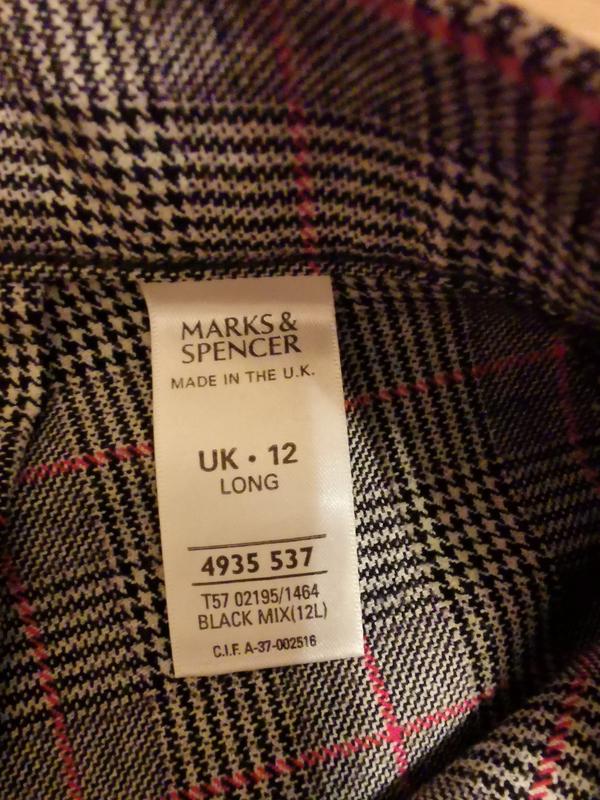 MARKS &
SPENCER
MADE IN THE U.K.
UK • 12
LONG
4935 537
T57 02195/1464
BLACK MIX(12L)
C.I.F. A-37-002516